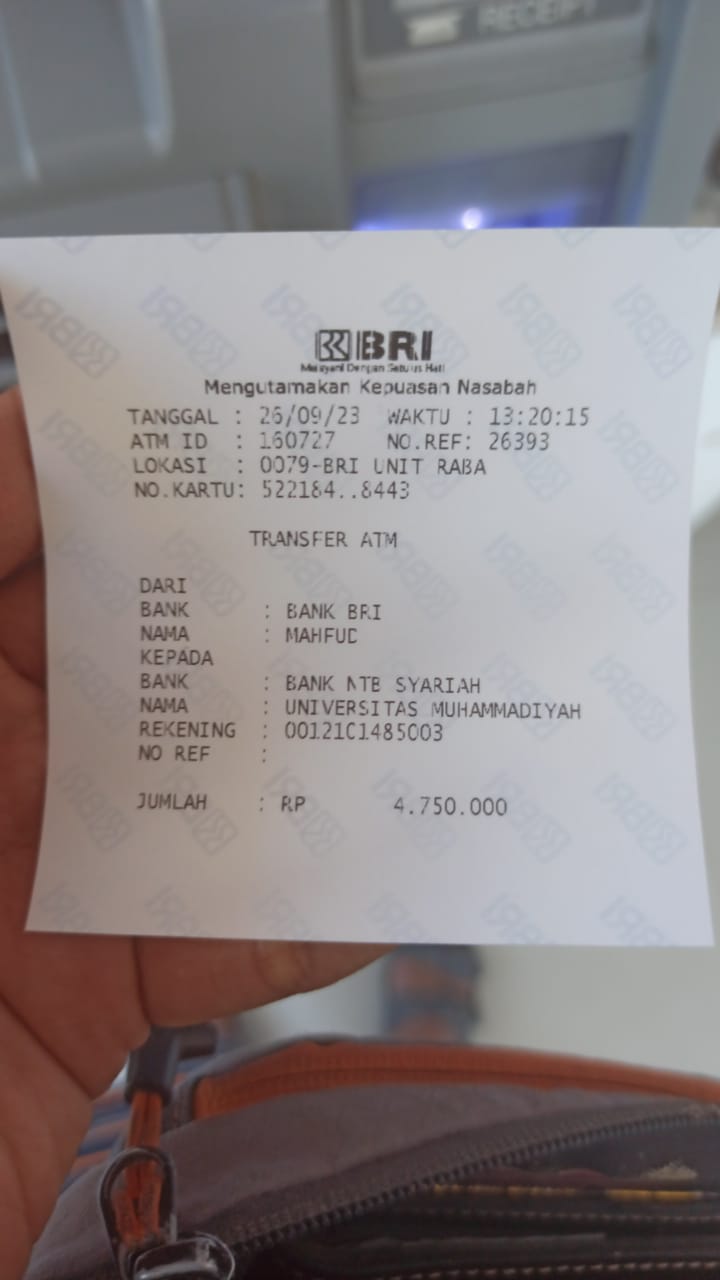 RECEIPT
BRI
Melayani Dengan Setulus Hati
Mengutamakan Kepuasan Nasabah
TANGGAL : 26/09/23 WAKTU : 13:20:15
ATM ID : 160727 NO.REF: 26393
LOKASI : 0079-BRI UNIT RABA
NO.KARTU: 522184..8443
TRANSFER ATM
DARI
BANK : BANK BRI
NAMA : MAHFUD
KEPADA
BANK : BANK NTB SYARIAH
NAMA : UNIVERSITAS MUHAMMADIYAH
REKENING : 0012101485003
NO REF :
JUMLAH : RP 4.750.000